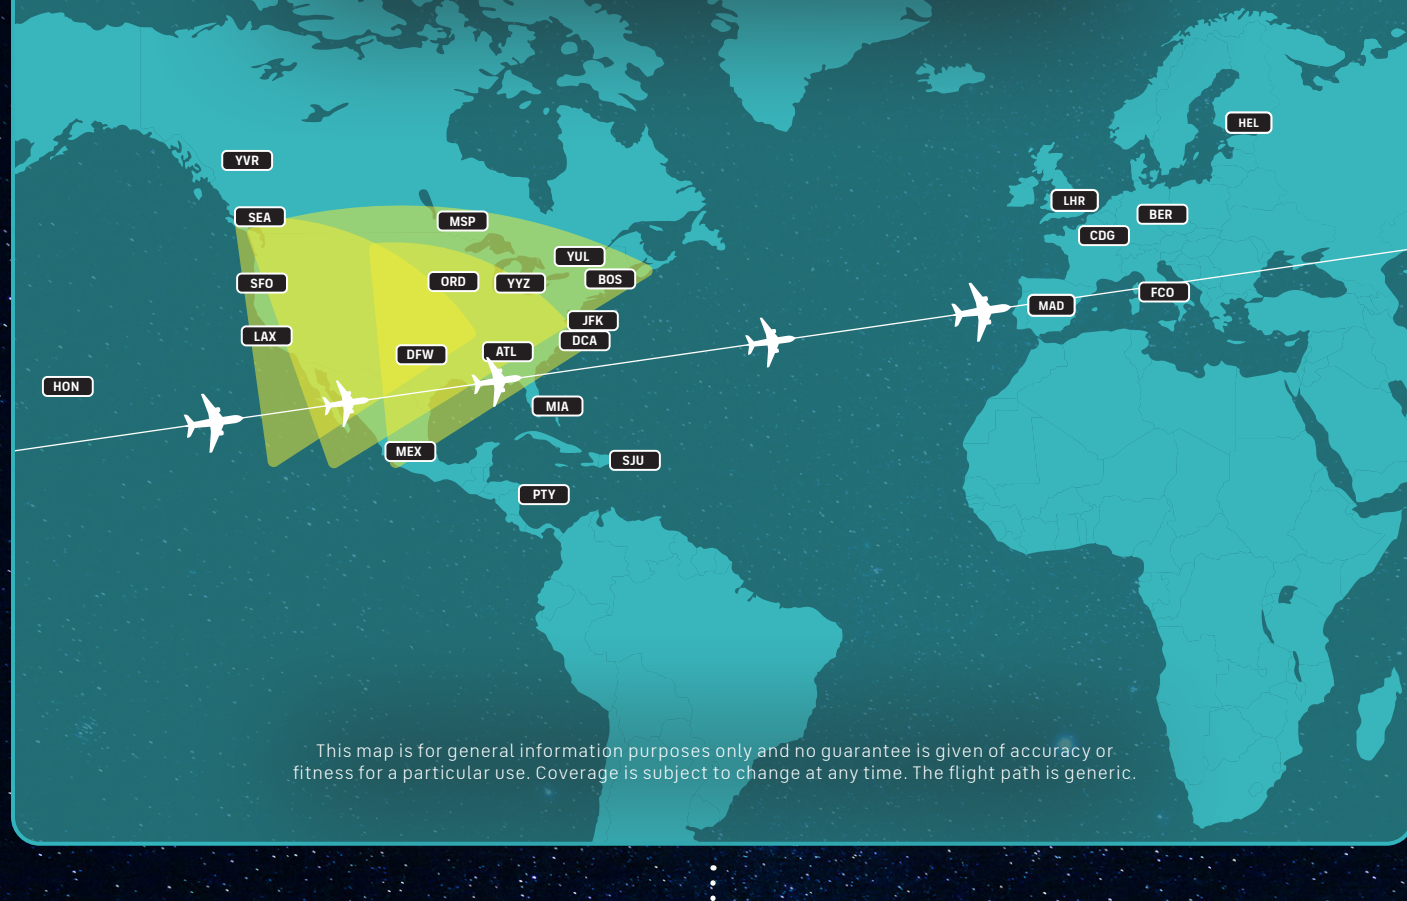 HEL
YVR
LHR
BER
SEA
MSP
CDG
YUL
SFO
ORD
YYZ
BOS
FCO
MAD
JFK
LAX
DCA
ATL
DFW
HON
MIA
MEX
SJU
PTY
This map is for general information purposes only and no guarantee is given of accuracy or
fitness for a particular use. Coverage is subject to change at any time. The flight path is generic.